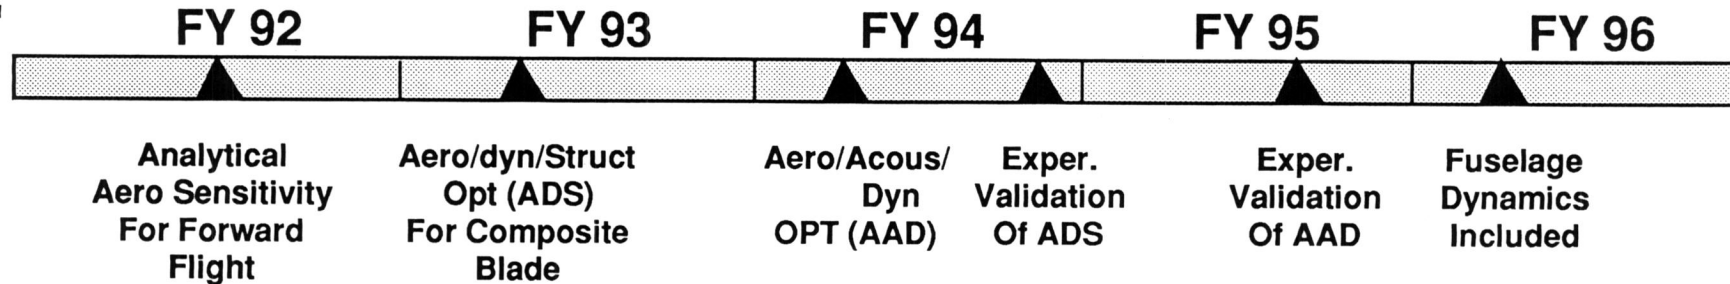 FY 92
FY 93
FY 94
FY 95
FY 96
Analytical
Aero Sensitivity
For Forward
Flight
Aero/dyn/Struct
Opt (ADS)
For Composite
Blade
Aero/Acous/
Dyn
OPT (AAD)
Exper.
Validation
Of ADS
Exper.
Validation
Of AAD
Fuselage
Dynamics
Included